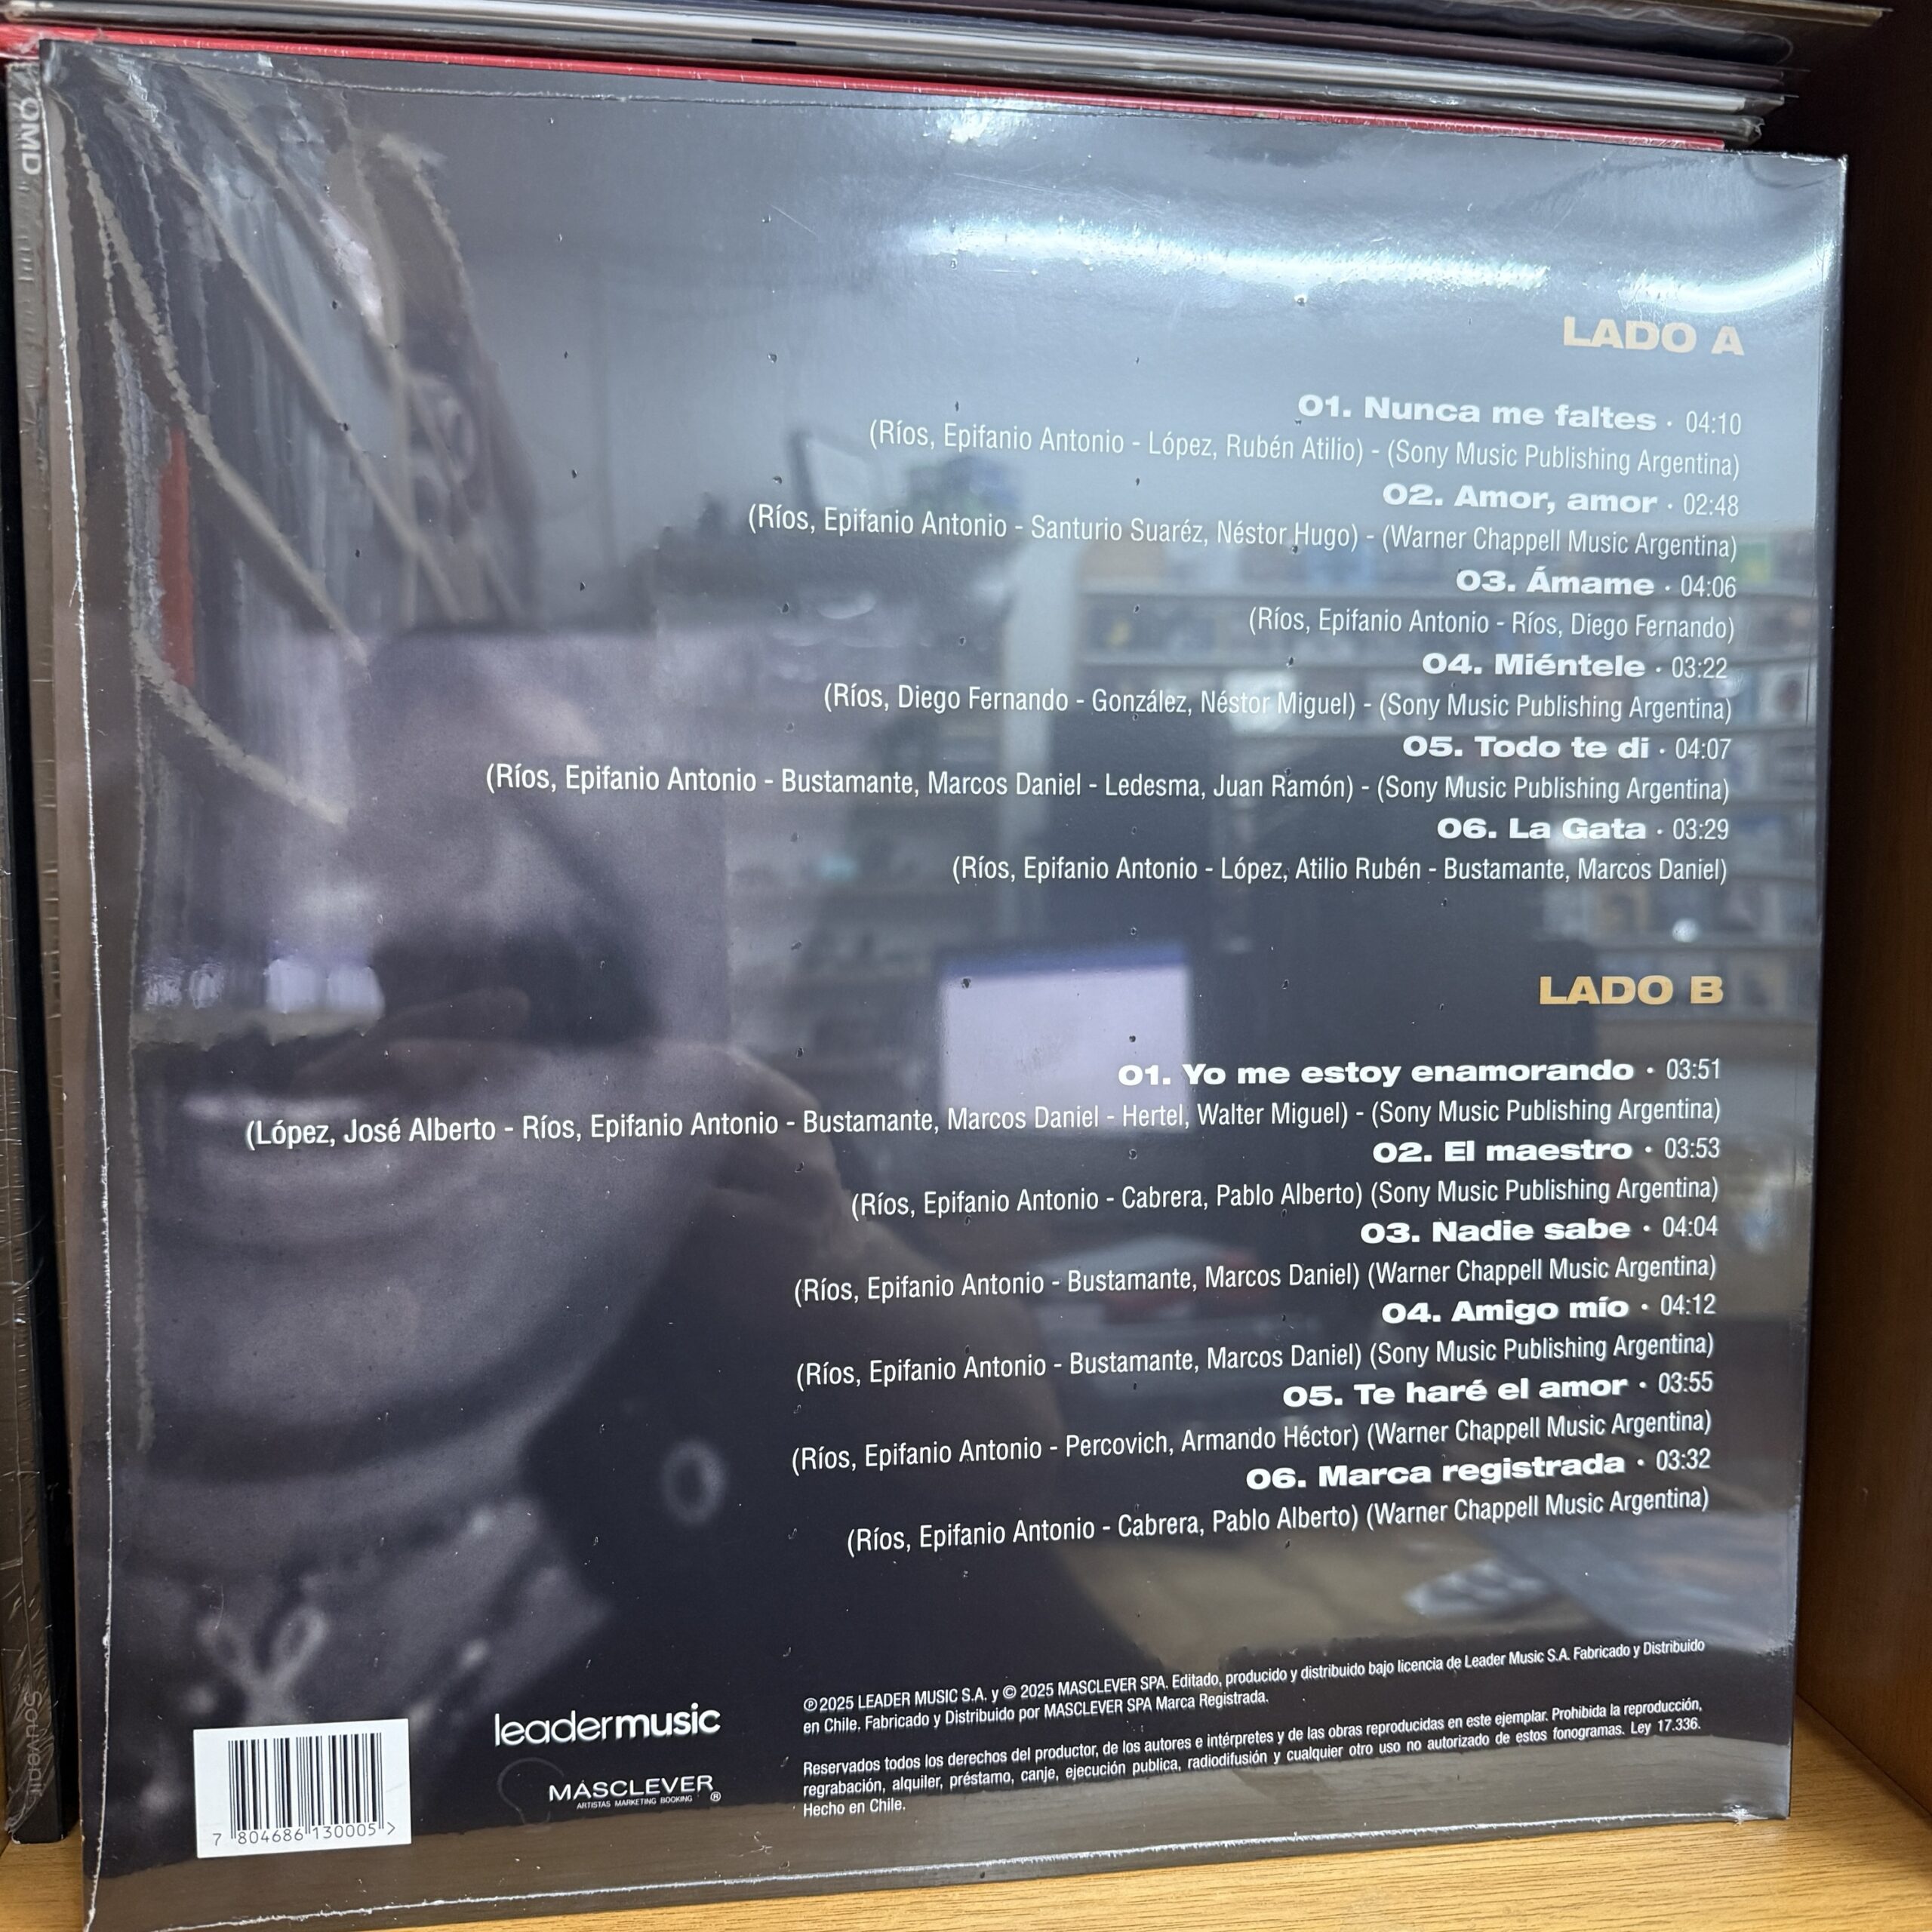 OMD
Souvenir
LADO A
01. Nunca me faltes · 04:10
(Ríos, Epifanio Antonio - López, Rubén Atilio) - (Sony Music Publishing Argentina)
02. Amor, amor · 02:48
(Ríos, Epifanio Antonio - Santurio Suaréz, Néstor Hugo) - (Warner Chappell Music Argentina)
03. Ámame · 04:06
(Ríos, Epifanio Antonio - Ríos, Diego Fernando)
04. Miéntele · 03:22
(Ríos, Diego Fernando - González, Néstor Miguel) - (Sony Music Publishing Argentina)
05. Todo te di · 04:07
(Ríos, Epifanio Antonio - Bustamante, Marcos Daniel - Ledesma, Juan Ramón) - (Sony Music Publishing Argentina)
06. La Gata · 03:29
(Ríos, Epifanio Antonio - López, Atilio Rubén - Bustamante, Marcos Daniel)
LADO B
01. Yo me estoy enamorando · 03:51
(López, José Alberto - Ríos, Epifanio Antonio - Bustamante, Marcos Daniel - Hertel, Walter Miguel) - (Sony Music Publishing Argentina)
02. El maestro · 03:53
(Ríos, Epifanio Antonio - Cabrera, Pablo Alberto) (Sony Music Publishing Argentina)
03. Nadie sabe · 04:04
(Ríos, Epifanio Antonio - Bustamante, Marcos Daniel) (Warner Chappell Music Argentina)
04. Amigo mío · 04:12
(Ríos, Epifanio Antonio - Bustamante, Marcos Daniel) (Sony Music Publishing Argentina)
05. Te haré el amor · 03:55
(Ríos, Epifanio Antonio - Percovich, Armando Héctor) (Warner Chappell Music Argentina)
06. Marca registrada · 03:32
(Ríos, Epifanio Antonio - Cabrera, Pablo Alberto) (Warner Chappell Music Argentina)
leadermusic
MASCLEVER ®
ARTISTAS MARKETING BOOKING
℗ 2025 LEADER MUSIC S.A. y © 2025 MASCLEVER SPA. Editado, producido y distribuido bajo licencia de Leader Music S.A. Fabricado y Distribuido
en Chile. Fabricado y Distribuido por MASCLEVER SPA Marca Registrada.
Reservados todos los derechos del productor, de los autores e intérpretes y de las obras reproducidas en este ejemplar. Prohibida la reproducción,
regrabación, alquiler, préstamo, canje, ejecución publica, radiodifusión y cualquier otro uso no autorizado de estos fonogramas. Ley 17.336.
Hecho en Chile.
7 804686 130005 >